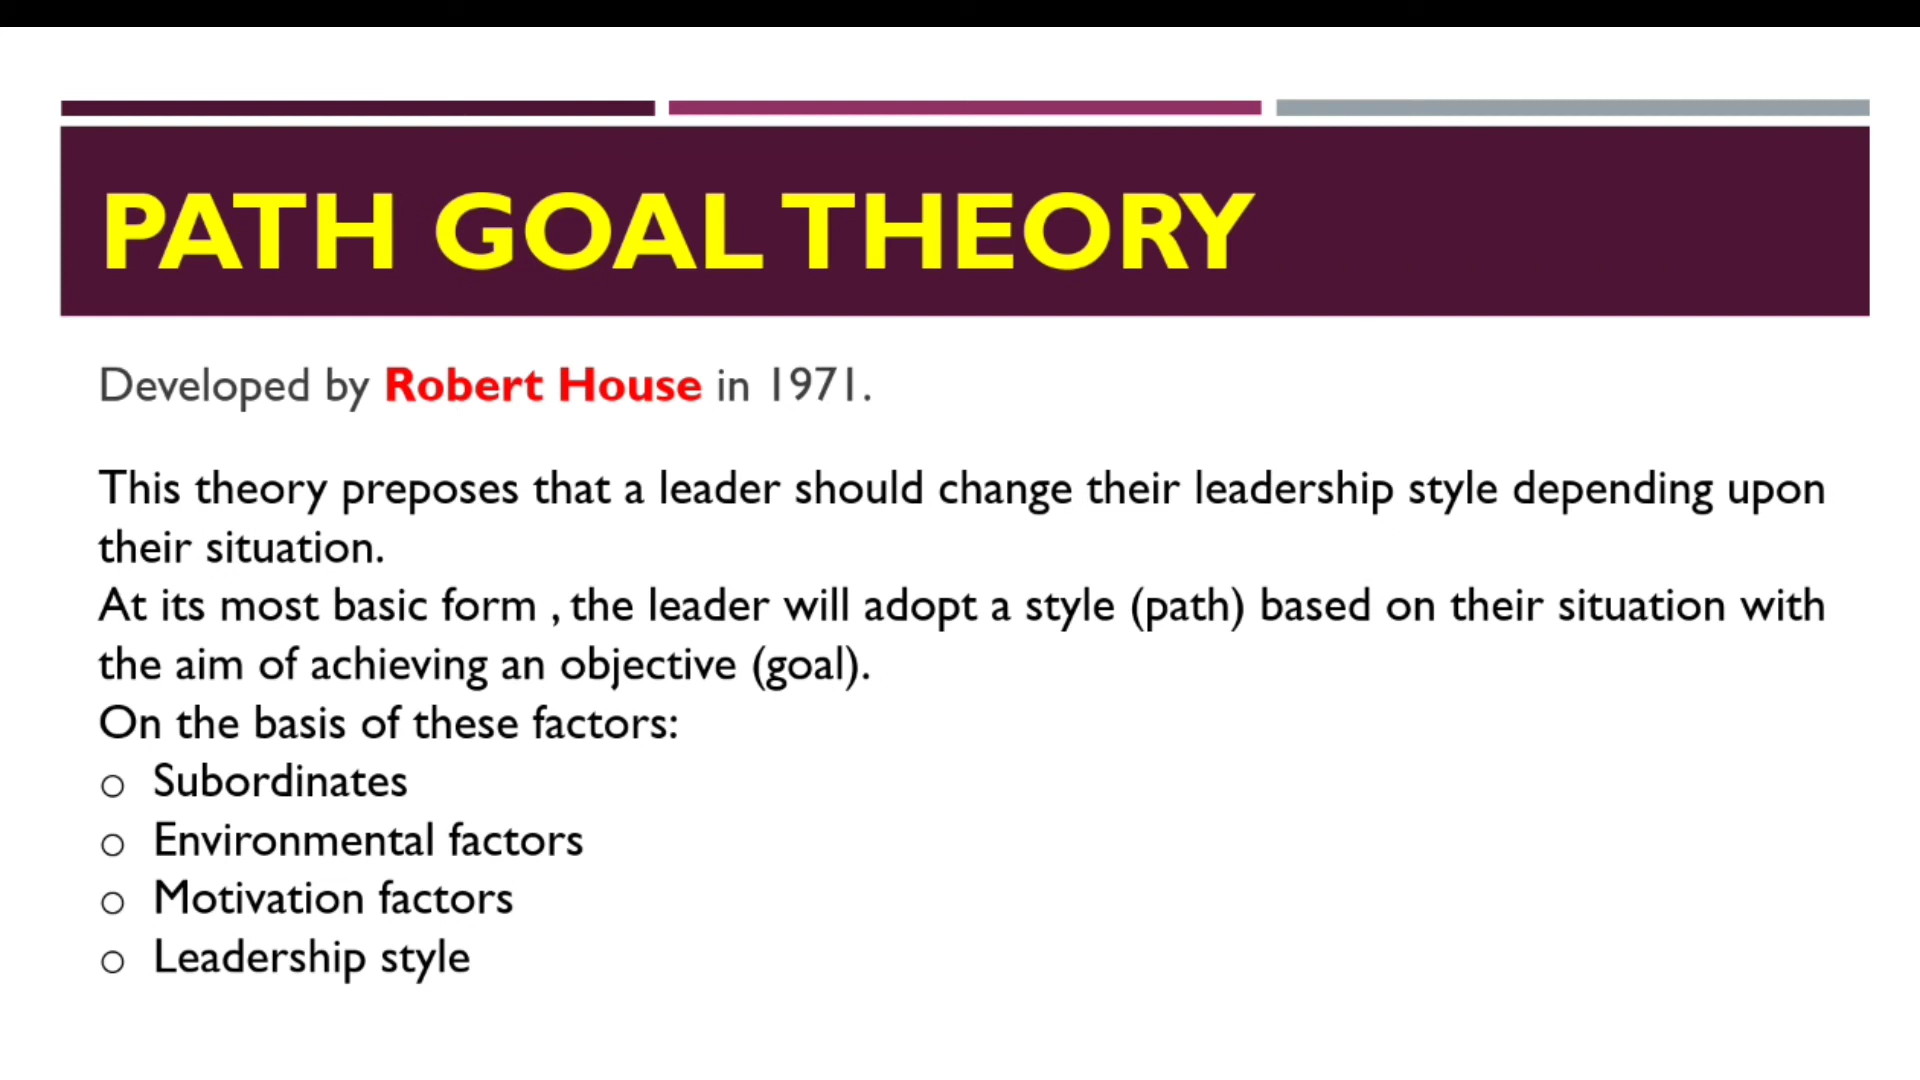 PATH GOAL THEORY
Developed by Robert House in 1971.
This theory preposes that a leader should change their leadership style depending upon
their situation.
At its most basic form , the leader will adopt a style (path) based on their situation with
the aim of achieving an objective (goal).
On the basis of these factors:
o Subordinates
o Environmental factors
o Motivation factors
o Leadership style